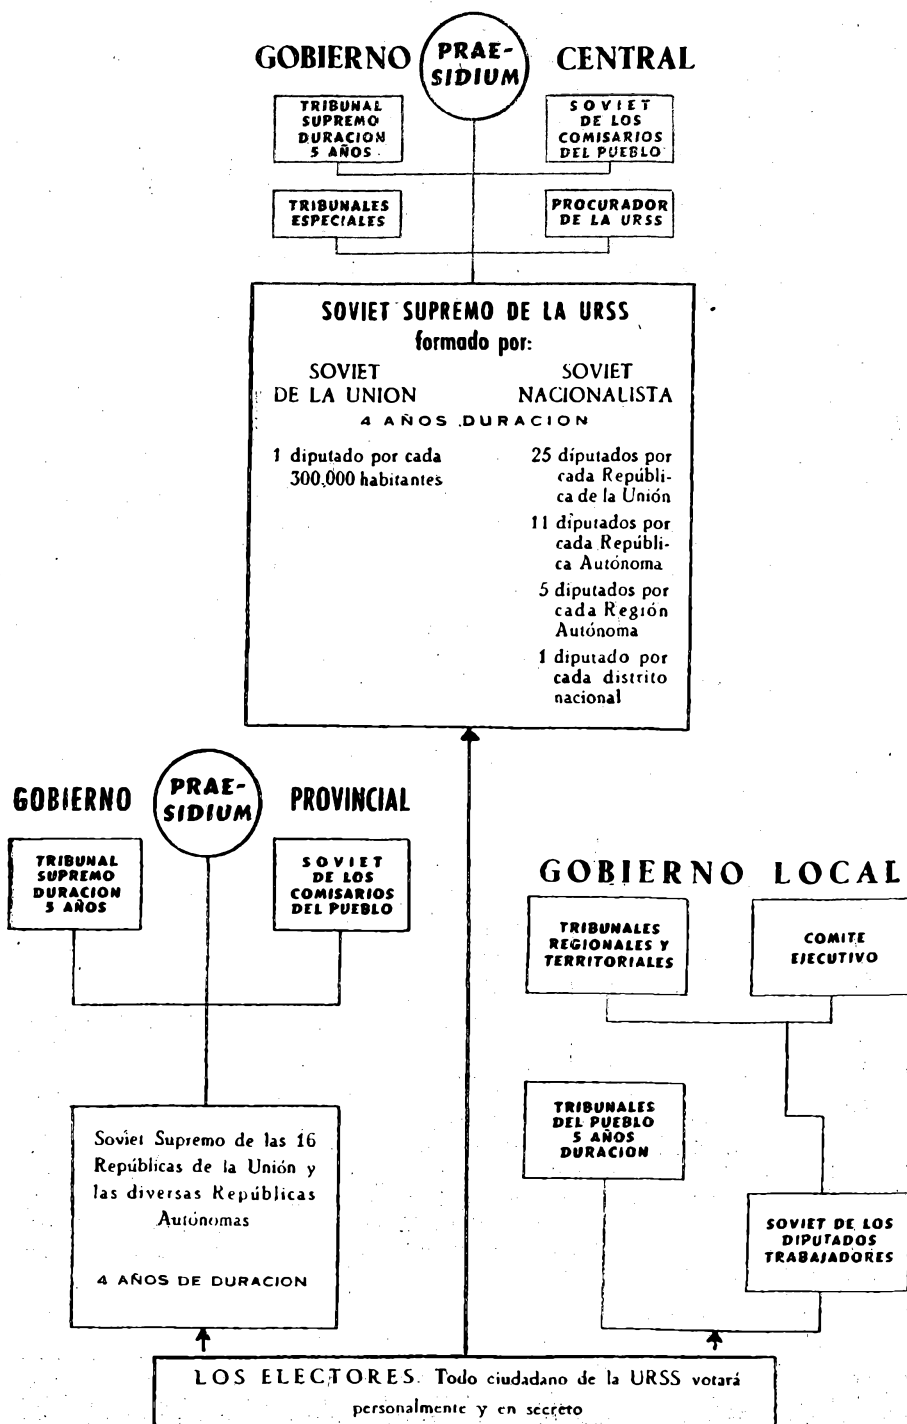 GOBIERNO
PRAE-
SIDIUM
CENTRAL
TRIBUNAL
SUPREMO
DURACION
5 AÑOS
SOVIET
DE LOS
COMISARIOS
DEL PUEBLO
TRIBUNALES
ESPECIALES
PROCURADOR
DE LA URSS
SOVIET SUPREMO DE LA URSS
formado por:
SOVIET
DE LA UNION
SOVIET
NACIONALISTA
4 AÑOS DURACION
1 diputado por cada
300.000 habitantes
25 diputados por
cada Repúbli-
ca de la Unión
11 diputados por
cada Repúbli-
ca Autónoma
5 diputados por
cada Región
Autónoma
1 diputado por
cada distrito
nacional
GOBIERNO
PRAE-
SIDIUM
PROVINCIAL
TRIBUNAL
SUPREMO
DURACION
5 AÑOS
SOVIET
DE LOS
COMISARIOS
DEL PUEBLO
Soviet Supremo de las 16
Repúblicas de la Unión y
las diversas Repúblicas
Autónomas
4 AÑOS DE DURACION
GOBIERNO LOCAL
TRIBUNALES
REGIONALES Y
TERRITORIALES
COMITE
EJECUTIVO
TRIBUNALES
DEL PUEBLO
5 AÑOS
DURACION
SOVIET DE LOS
DIPUTADOS
TRABAJADORES
LOS ELECTORES. Todo ciudadano de la URSS votará
personalmente y en secreto